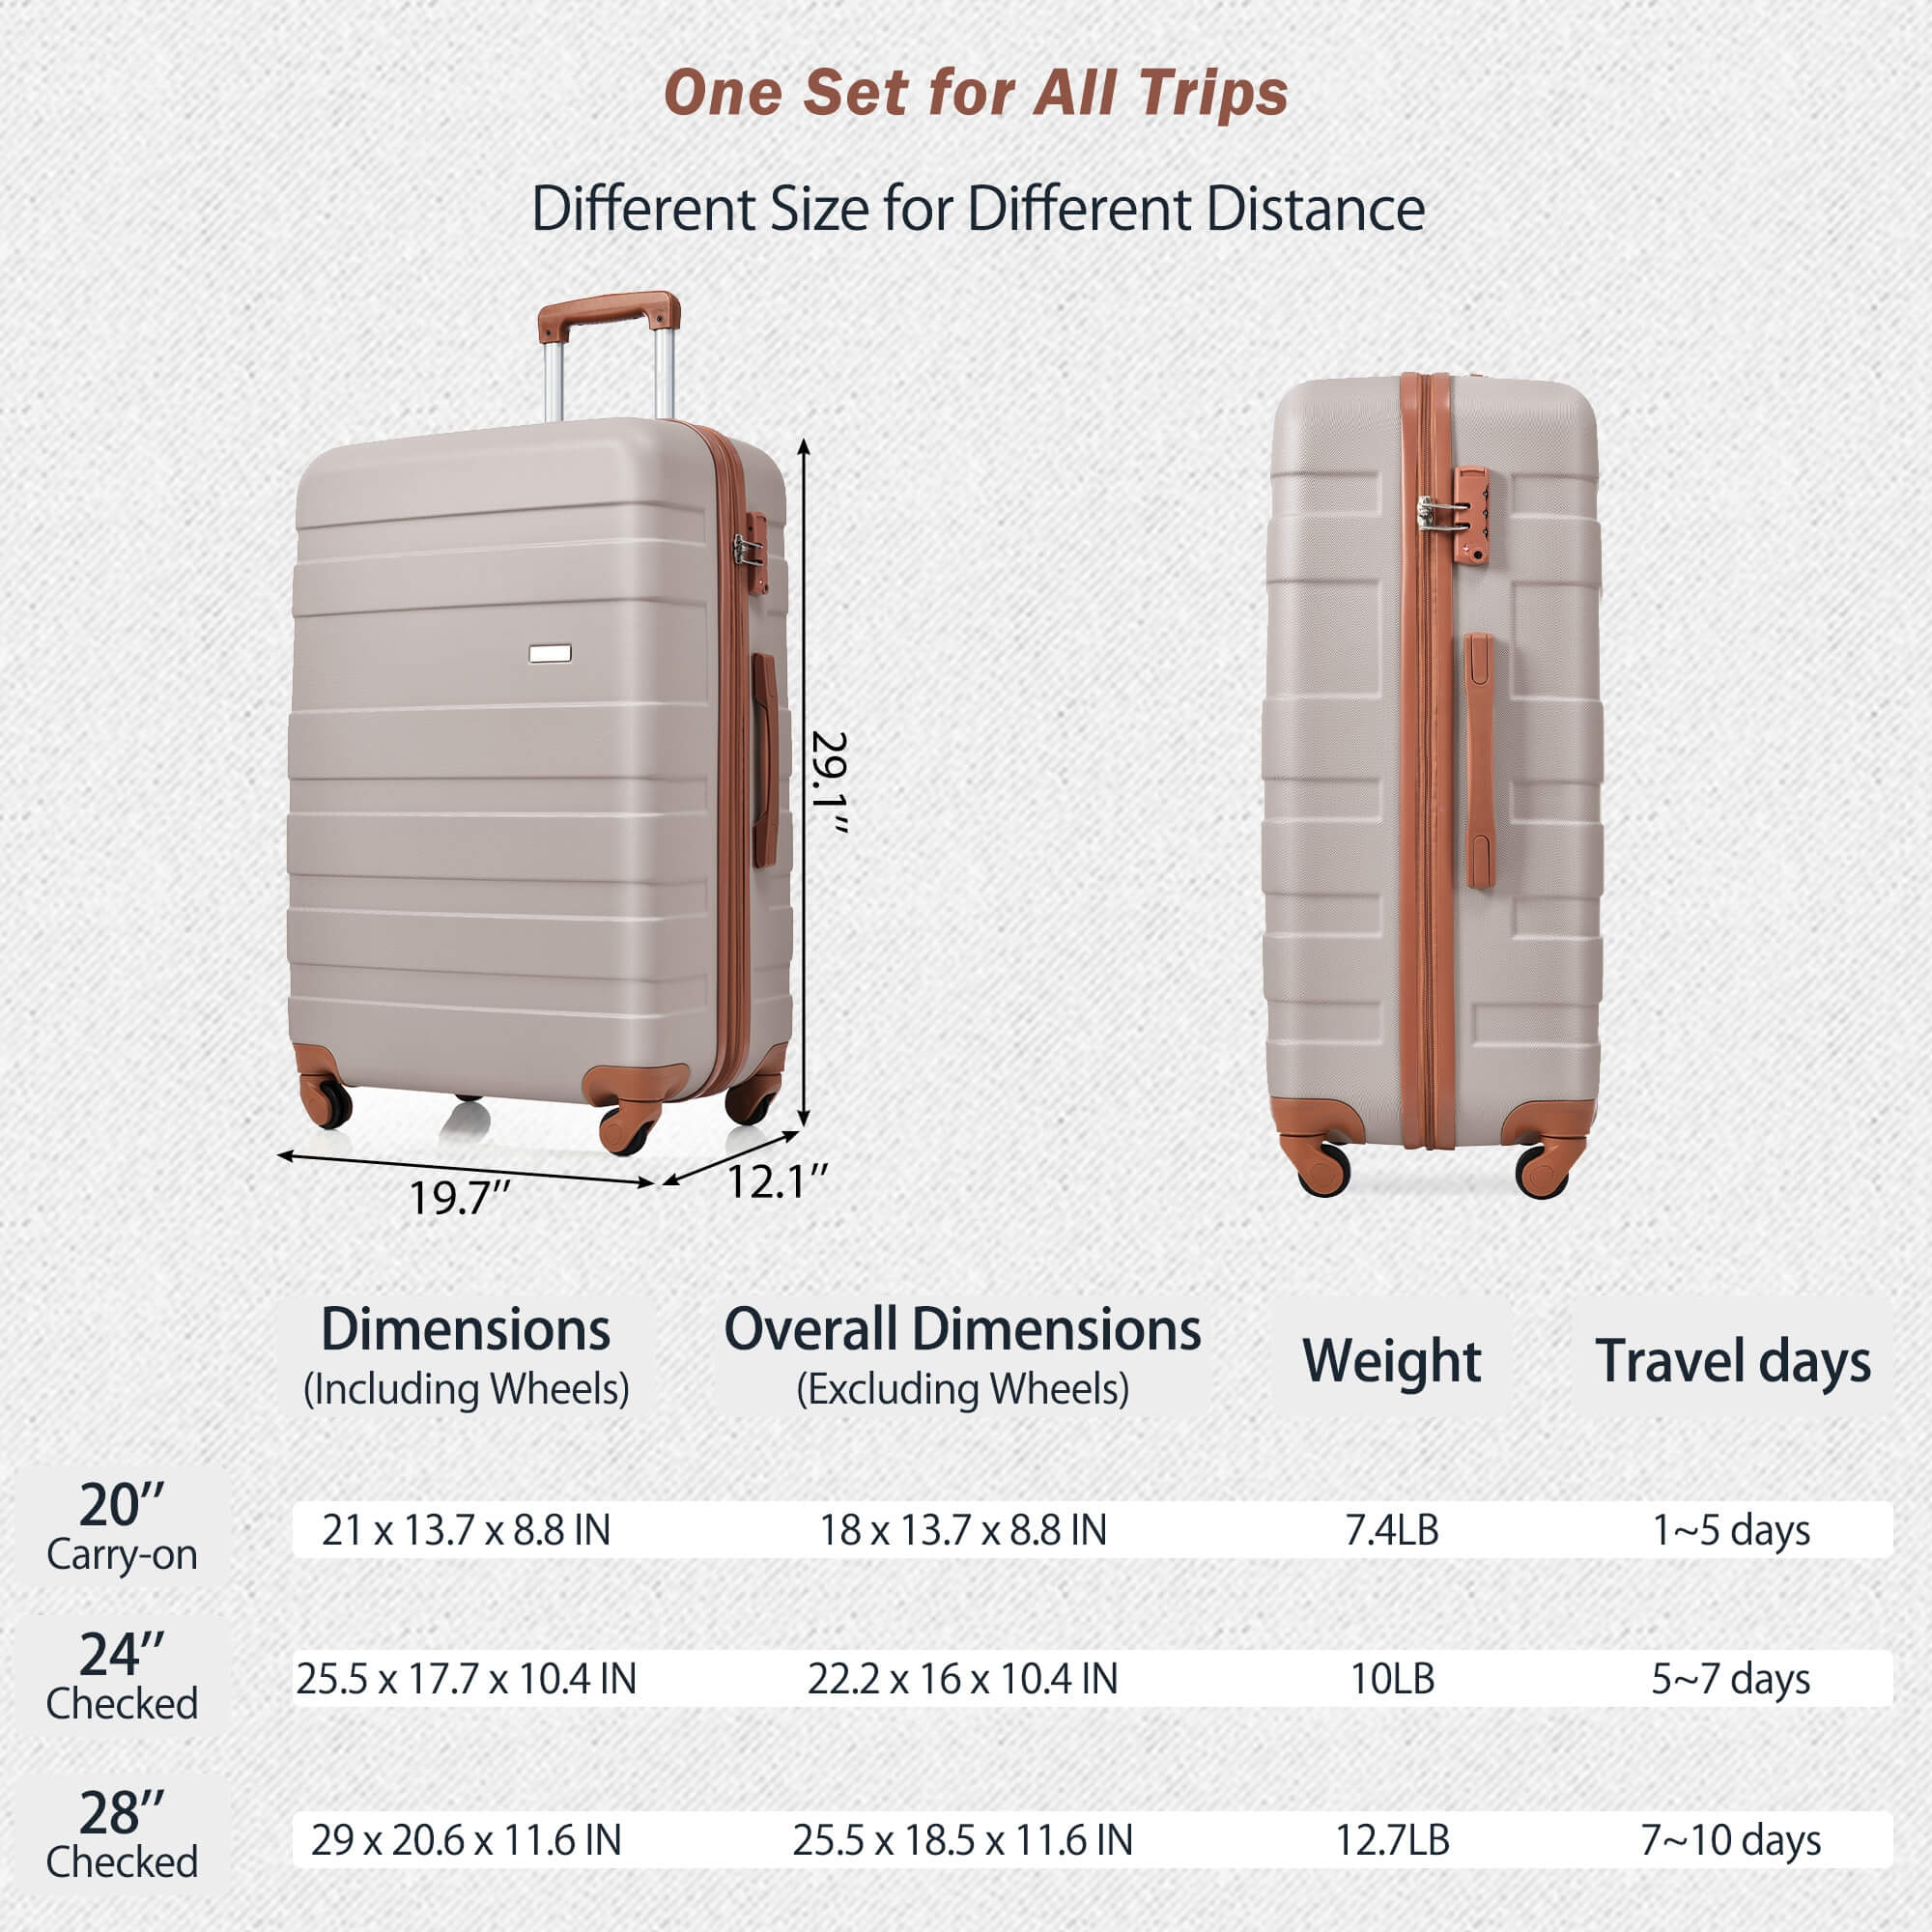 One Set for All Trips
Different Size for Different Distance
29.1’’
19.7’’
12.1’’
Dimensions
(Including Wheels)
Overall Dimensions
(Excluding Wheels)
Weight
Travel days
20’’
Carry-on
21 x 13.7 x 8.8 IN
18 x 13.7 x 8.8 IN
7.4LB
1~5 days
24’’
Checked
25.5 x 17.7 x 10.4 IN
22.2 x 16 x 10.4 IN
10LB
5~7 days
28’’
Checked
29 x 20.6 x 11.6 IN
25.5 x 18.5 x 11.6 IN
12.7LB
7~10 days